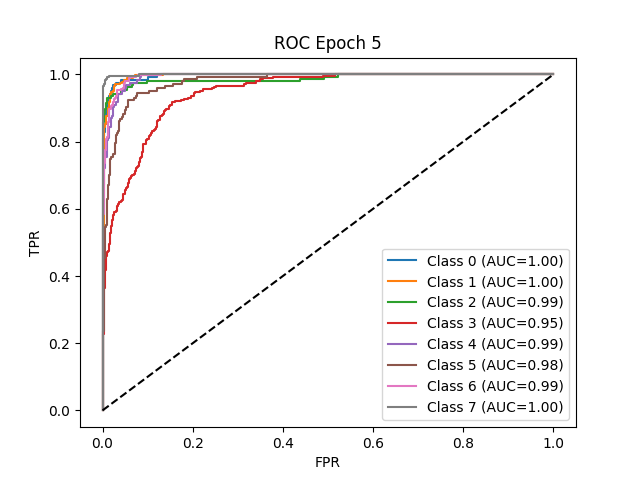 ROC Epoch 5
1.0
0.8
0.6
0.4
0.2
0.0
TPR
Class 0 (AUC=1.00)
Class 1 (AUC=1.00)
Class 2 (AUC=0.99)
Class 3 (AUC=0.95)
Class 4 (AUC=0.99)
Class 5 (AUC=0.98)
Class 6 (AUC=0.99)
Class 7 (AUC=1.00)
0.0 0.2 0.4 0.6 0.8 1.0
FPR